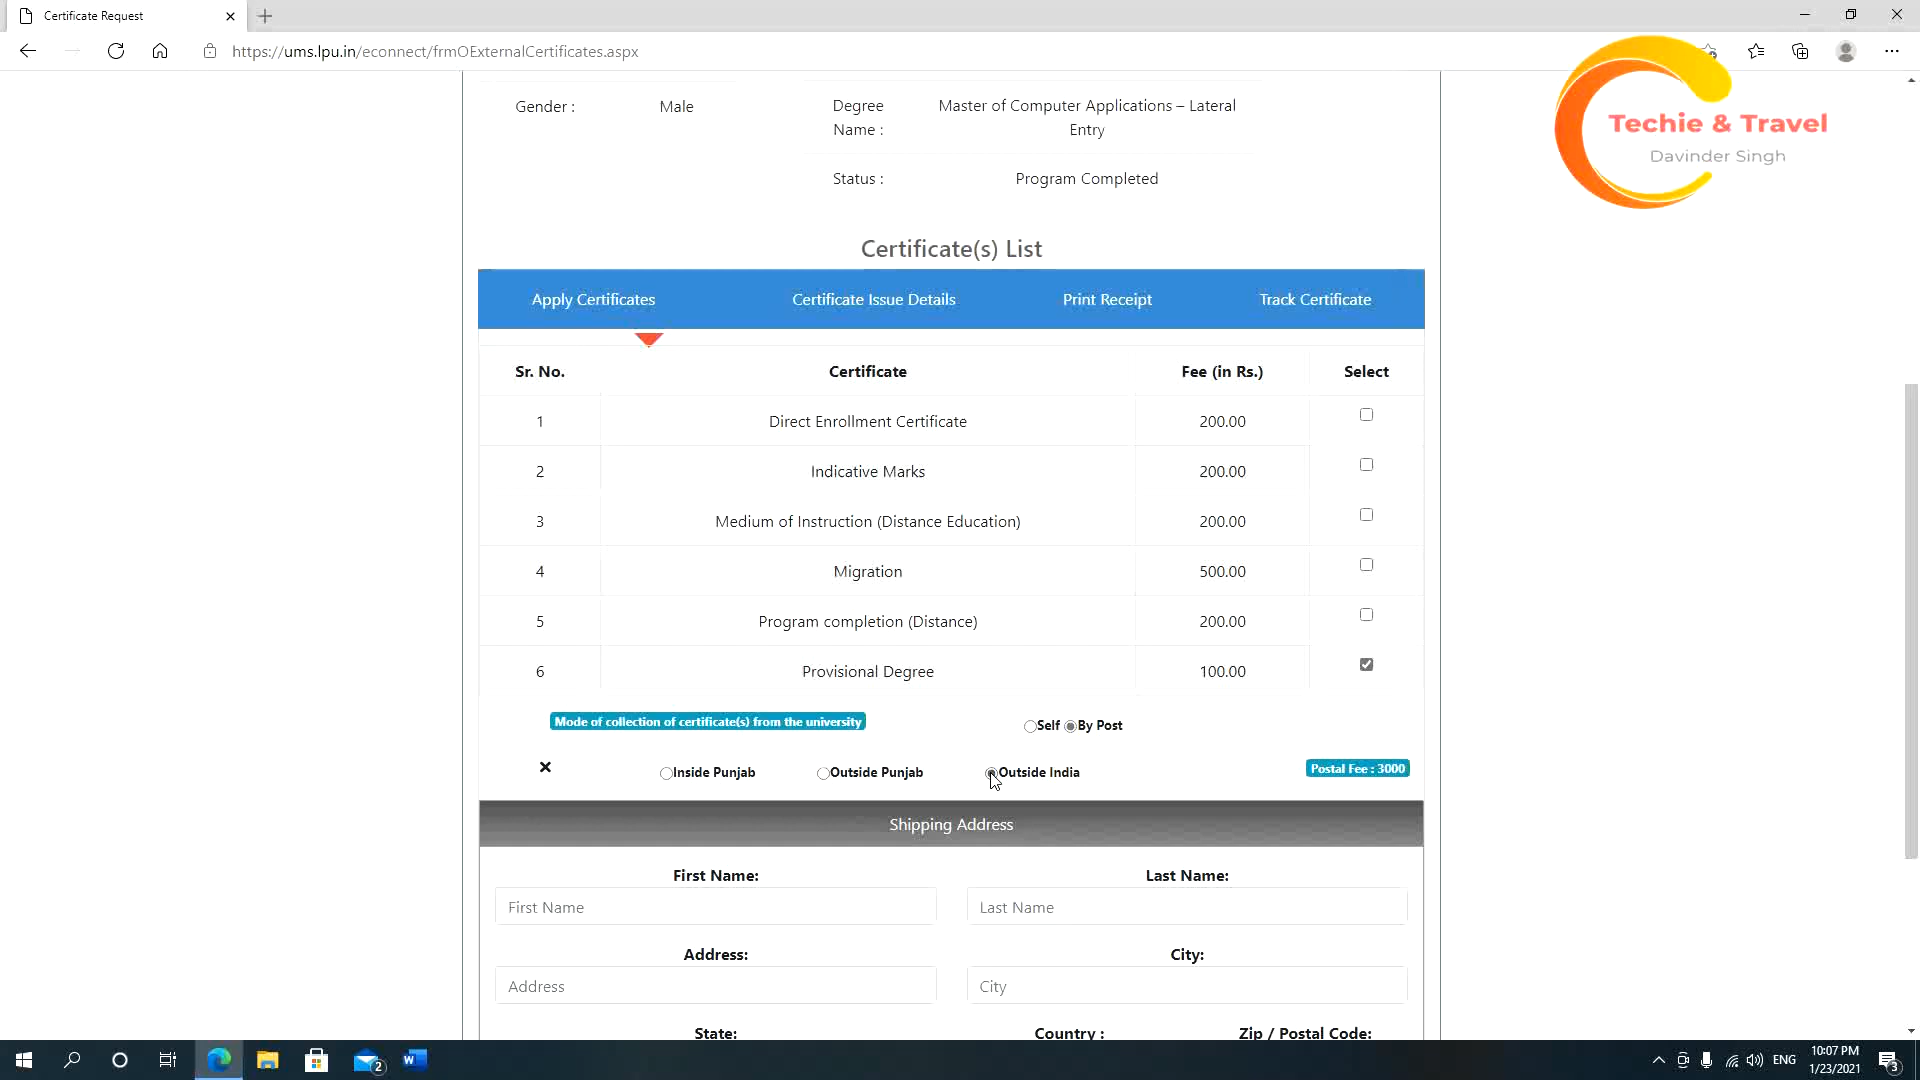 Certificate Request
https://ums.lpu.in/econnect/frmOExternalCertificates.aspx
Techie & Travel
Davinder Singh
Gender : Male Degree Name : Master of Computer Applications – Lateral Entry
Status : Program Completed
Certificate(s) List
Apply Certificates Certificate Issue Details Print Receipt Track Certificate
Sr. No. Certificate Fee (in Rs.) Select
1 Direct Enrollment Certificate 200.00
2 Indicative Marks 200.00
3 Medium of Instruction (Distance Education) 200.00
4 Migration 500.00
5 Program completion (Distance) 200.00
6 Provisional Degree 100.00
Mode of collection of certificate(s) from the university Self By Post
Inside Punjab Outside Punjab Outside India Postal Fee : 3000
Shipping Address
First Name: Last Name:
First Name Last Name
Address: City:
Address City
State: Country : Zip / Postal Code:
2 W ENG 10:07 PM 3
1/23/2021